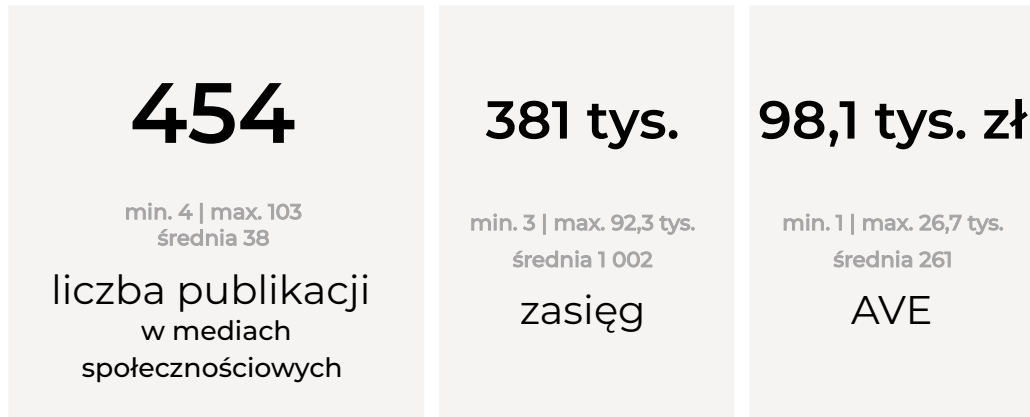 454
min. 4 | max. 103
średnia 38
liczba publikacji
w mediach
społecznościowych
381 tys.
min. 3 | max. 92,3 tys.
średnia 1 002
zasięg
98,1 tys. zł
min. 1 | max. 26,7 tys.
średnia 261
AVE